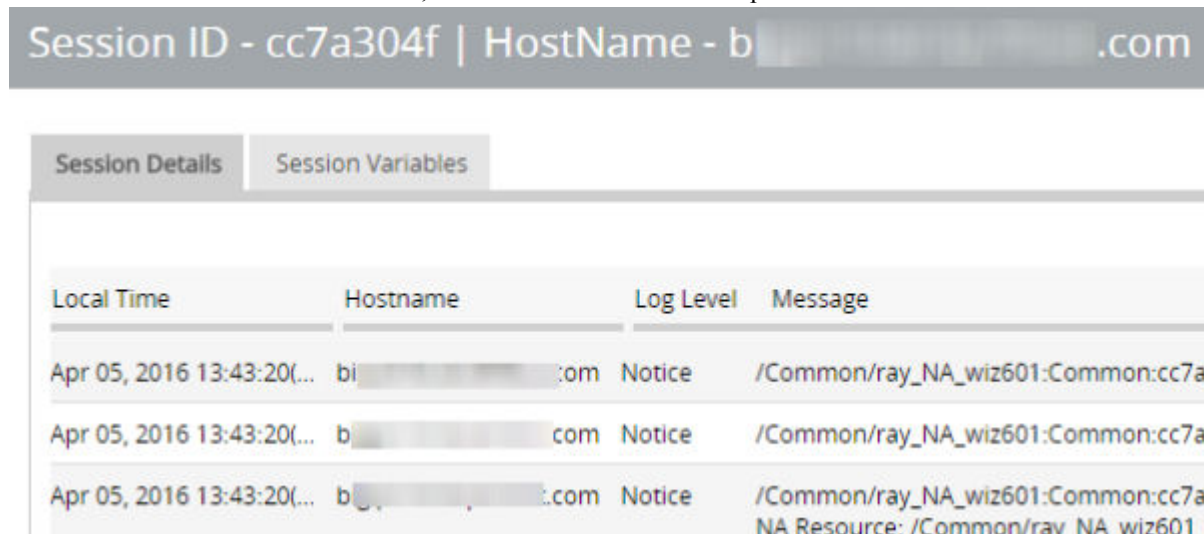 Session ID - cc7a304f | HostName - b .com
Session Details Session Variables
Local Time Hostname Log Level Message
Apr 05, 2016 13:43:20(... bi com Notice /Common/ray_NA_wiz601:Common:cc7a
Apr 05, 2016 13:43:20(... b com Notice /Common/ray_NA_wiz601:Common:cc7a
Apr 05, 2016 13:43:20(... .com Notice /Common/ray_NA_wiz601:Common:cc7a
NA Resource: /Common/ray_NA_wiz601